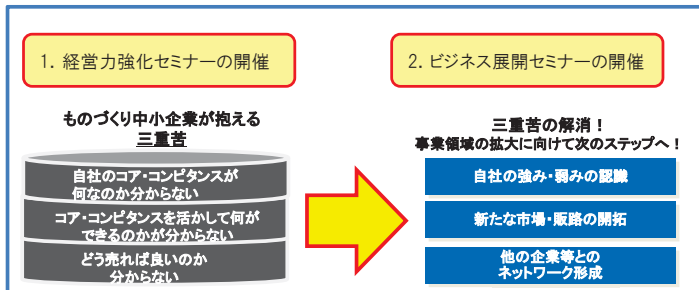 1. 経営力強化セミナーの開催
ものづくり中小企業が抱える
三重苦
自社のコア・コンピタンスが
何なのか分からない
コア・コンピタンスを活かして何が
できるのかが分からない
どう売れば良いのか
分からない
2. ビジネス展開セミナーの開催
三重苦の解消！
事業領域の拡大に向けて次のステップへ！
自社の強み・弱みの認識
新たな市場・販路の開拓
他の企業等との
ネットワーク形成